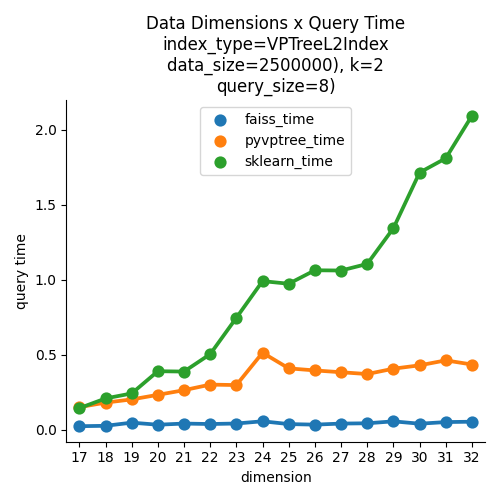 Data Dimensions x Query Time
index_type=VPTreeL2Index
data_size=2500000), k=2
query_size=8)
faiss_time
pyvptree_time
sklearn_time
query time
2.0
1.5
1.0
0.5
0.0
17 18 19 20 21 22 23 24 25 26 27 28 29 30 31 32
dimension